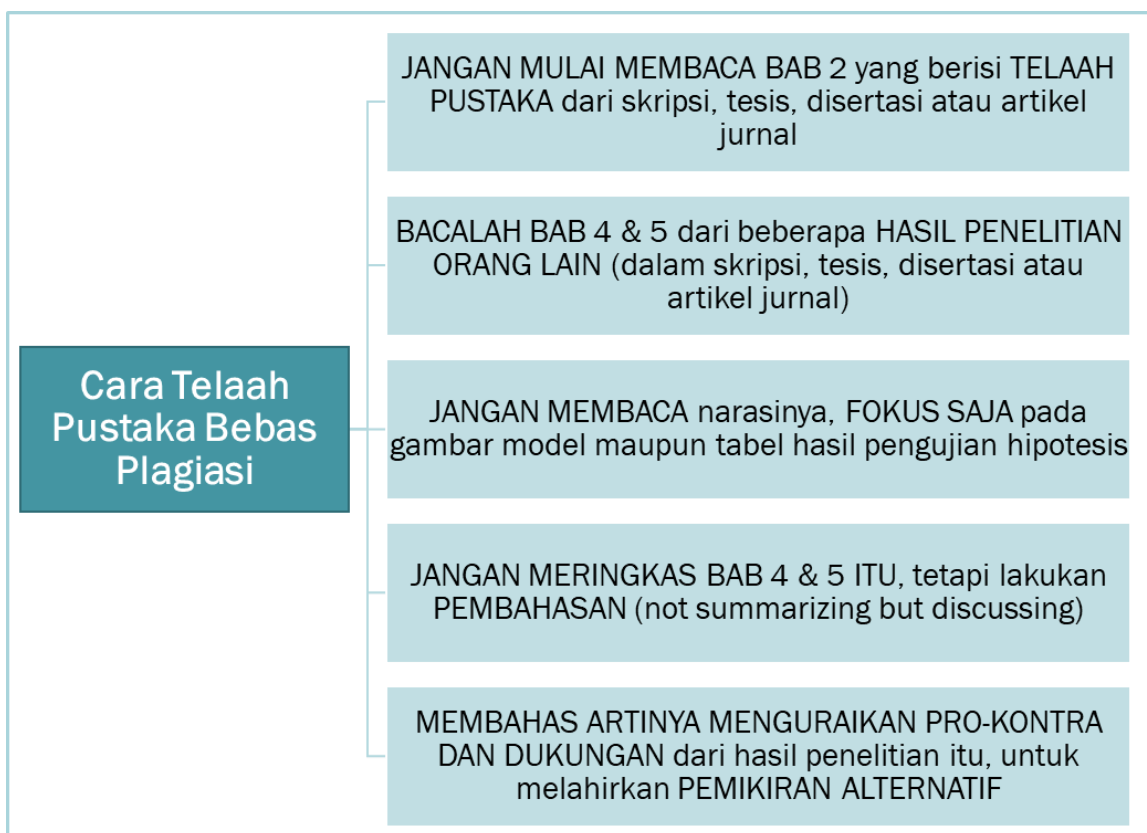 Cara Telaah
Pustaka Bebas
Plagiasi
JANGAN MULAI MEMBACA BAB 2 yang berisi TELAAH
PUSTAKA dari skripsi, tesis, disertasi atau artikel
jurnal
BACALAH BAB 4 & 5 dari beberapa HASIL PENELITIAN
ORANG LAIN (dalam skripsi, tesis, disertasi atau
artikel jurnal)
JANGAN MEMBACA narasinya, FOKUS SAJA pada
gambar model maupun tabel hasil pengujian hipotesis
JANGAN MERINGKAS BAB 4 & 5 ITU, tetapi lakukan
PEMBAHASAN (not summarizing but discussing)
MEMBAHAS ARTINYA MENGURAIKAN PRO-KONTRA
DAN DUKUNGAN dari hasil penelitian itu, untuk
melahirkan PEMIKIRAN ALTERNATIF